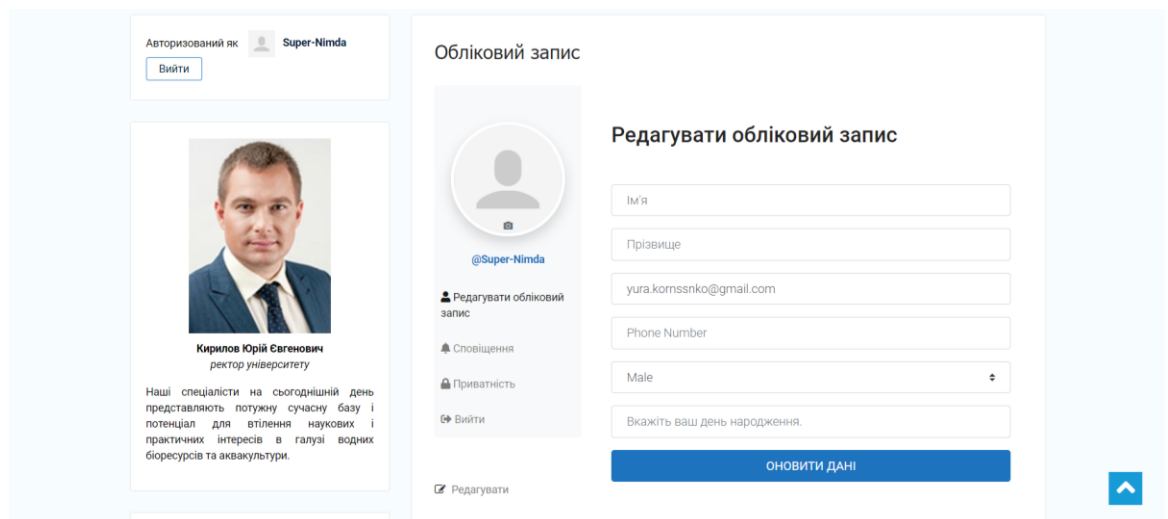 Авторизований як Super-Nimda
Вийти
Кирилов Юрій Євгенович
ректор університету
Наші спеціалісти на сьогоднішній день
представляють потужну сучасну базу і
потенціал для втілення наукових і
практичних інтересів в галузі водних
біоресурсів та аквакультури.
Обліковий запис
@Super-Nimda
Редагувати обліковий
запис
Сповіщення
Приватність
Вийти
Редагувати
Редагувати обліковий запис
Ім'я
Прізвище
yura.kornssnko@gmail.com
Phone Number
Male
Вкажіть ваш день народження.
ОНОВИТИ ДАНІ